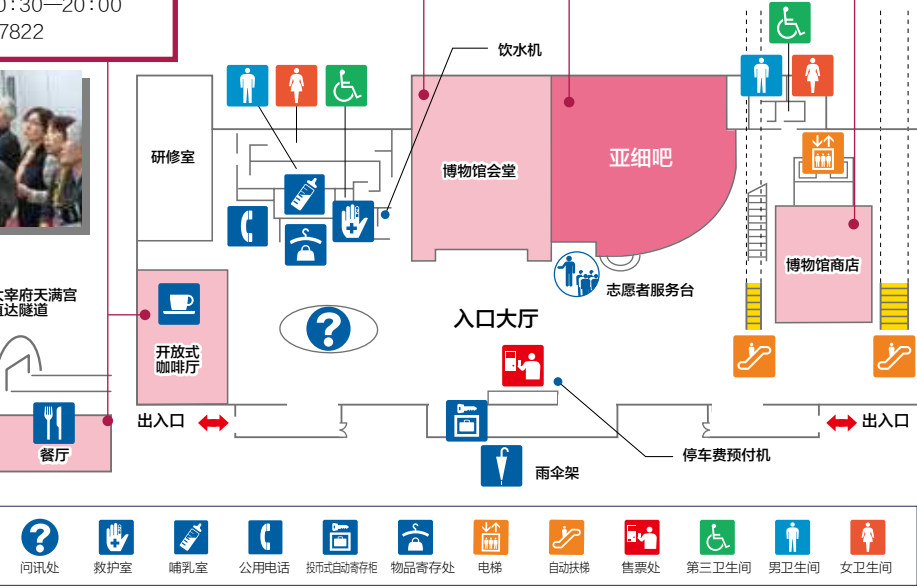 0：30—20：00
7822
饮水机
研修室
博物馆会堂
亚细吧
博物馆商店
志愿者服务台
太宰府天满宫
直达隧道
入口大厅
开放式
咖啡厅
出入口
餐厅
雨伞架
停车费预付机
出入口
问讯处
救护室
哺乳室
公用电话
投币式自动寄存柜
物品寄存处
电梯
自动扶梯
售票处
第三卫生间
男卫生间
女卫生间